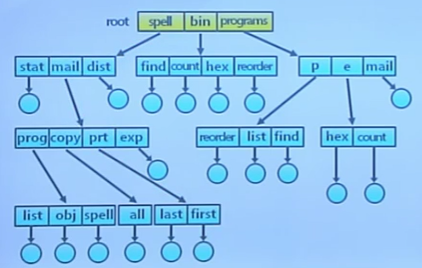 root spell bin programs
stat mail dist find count hex reorder p e mail
prog copy prt exp reorder list find hex count
list obj spell all last first